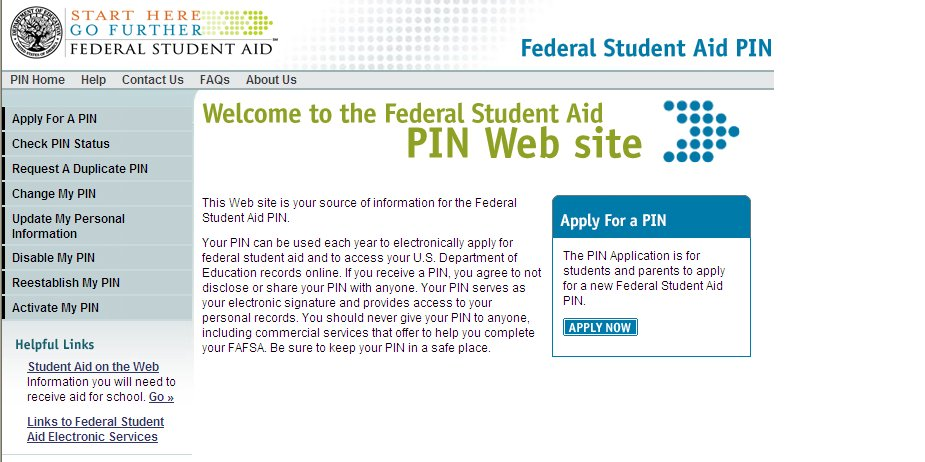 START HERE
GO FURTHER
FEDERAL STUDENT AID™
Federal Student Aid PIN
PIN Home Help Contact Us FAQs About Us
Apply For A PIN
Check PIN Status
Request A Duplicate PIN
Change My PIN
Update My Personal
Information
Disable My PIN
Reestablish My PIN
Activate My PIN
Helpful Links
Student Aid on the Web
Information you will need to
receive aid for school. Go »
Links to Federal Student
Aid Electronic Services
Welcome to the Federal Student Aid
PIN Web site
This Web site is your source of information for the Federal
Student Aid PIN.
Your PIN can be used each year to electronically apply for
federal student aid and to access your U.S. Department of
Education records online. If you receive a PIN, you agree to not
disclose or share your PIN with anyone. Your PIN serves as
your electronic signature and provides access to your
personal records. You should never give your PIN to anyone,
including commercial services that offer to help you complete
your FAFSA. Be sure to keep your PIN in a safe place.
Apply For a PIN
The PIN Application is for
students and parents to apply
for a new Federal Student Aid
PIN.
APPLY NOW